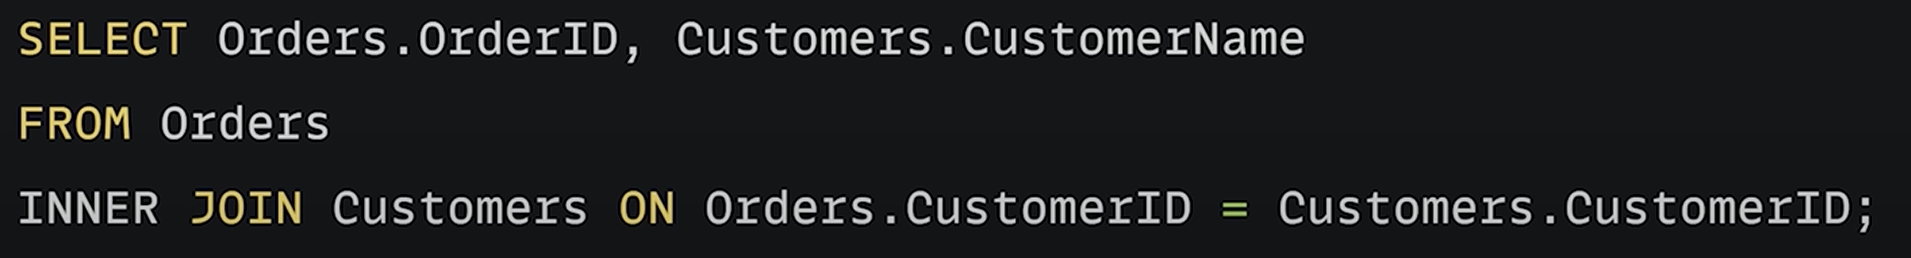 SELECT Orders.OrderID, Customers.CustomerName
FROM Orders
INNER JOIN Customers ON Orders.CustomerID = Customers.CustomerID;